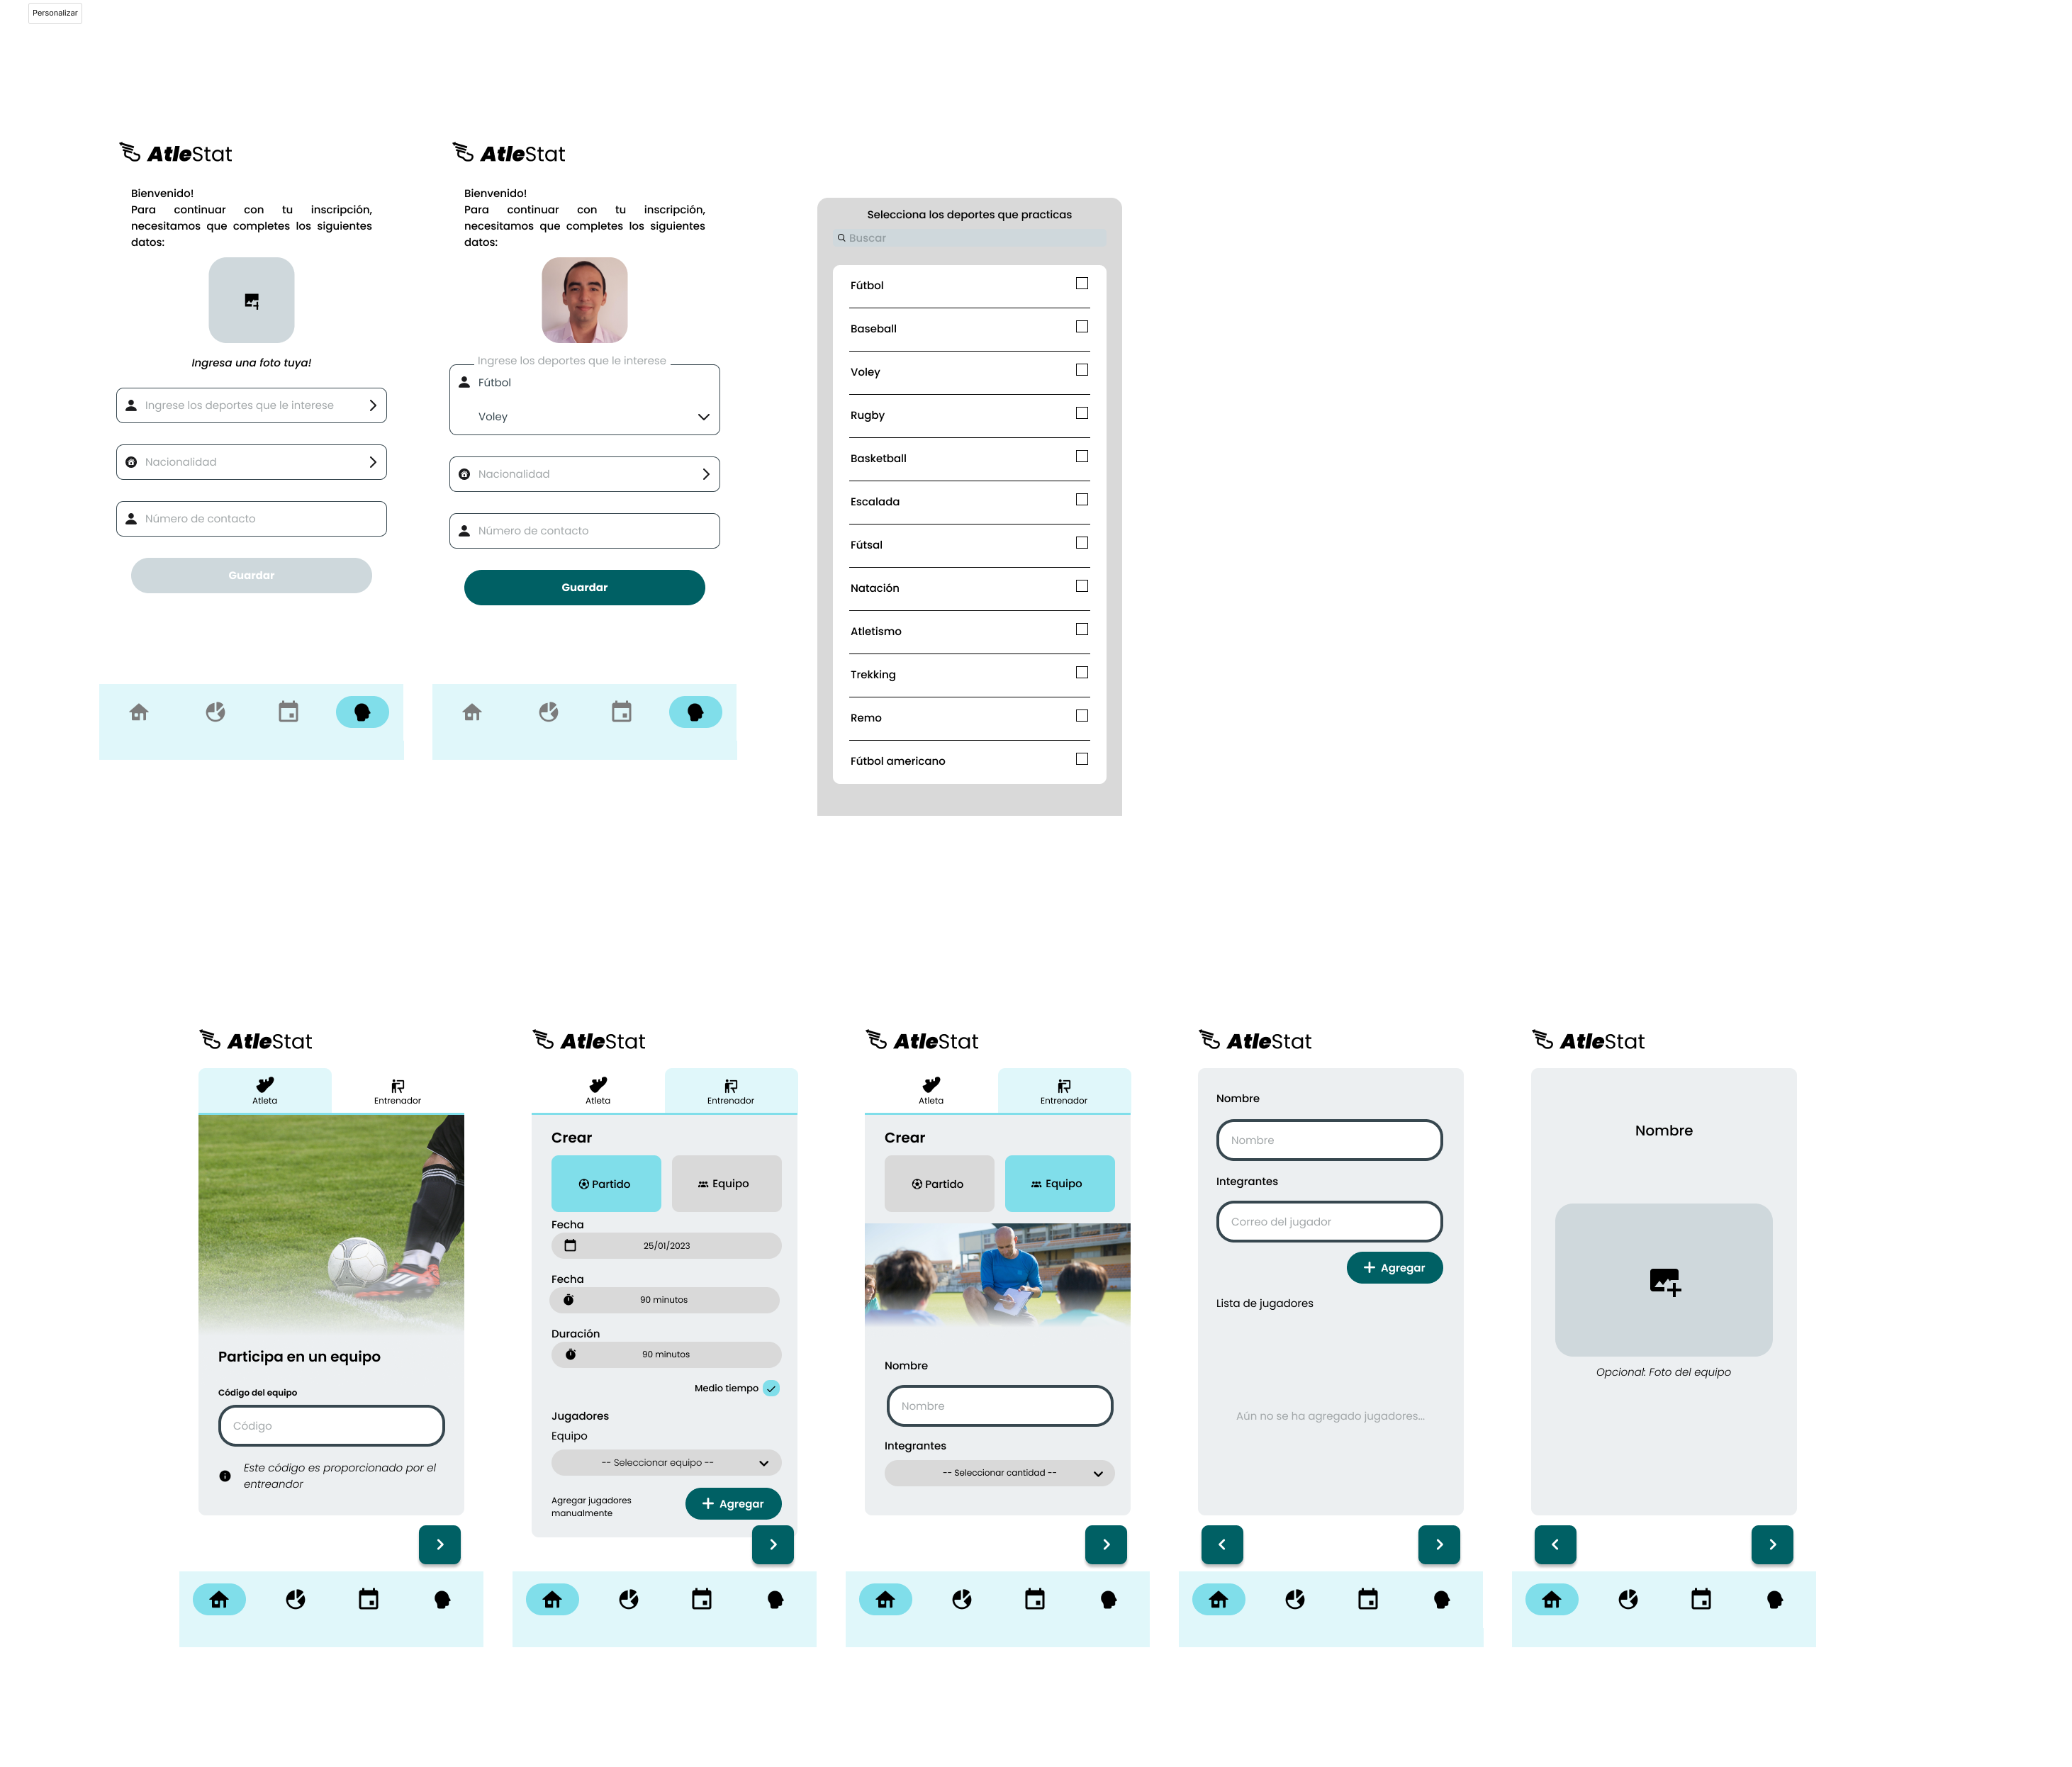 Personalizar
AtleStat
Bienvenido!
Para continuar con tu inscripción,
necesitamos que completes los siguientes
datos:
Ingresa una foto tuya!
Ingrese los deportes que le interese
Nacionalidad
Número de contacto
Guardar
AtleStat
Bienvenido!
Para continuar con tu inscripción,
necesitamos que completes los siguientes
datos:
Ingrese los deportes que le interese
Fútbol
Voley
Nacionalidad
Número de contacto
Guardar
Selecciona los deportes que practicas
Buscar
Fútbol
Baseball
Voley
Rugby
Basketball
Escalada
Fútsal
Natación
Atletismo
Trekking
Remo
Fútbol americano
AtleStat
Atleta
Entrenador
Participa en un equipo
Código del equipo
Código
Este código es proporcionado por el
entreandor
AtleStat
Atleta
Entrenador
Crear
Partido
Equipo
Fecha
25/01/2023
Fecha
90 minutos
Duración
90 minutos
Medio tiempo
Jugadores
Equipo
-- Seleccionar equipo --
Agregar jugadores
manualmente
Agregar
AtleStat
Atleta
Entrenador
Crear
Partido
Equipo
Nombre
Nombre
Integrantes
-- Seleccionar cantidad --
AtleStat
Nombre
Nombre
Integrantes
Correo del jugador
Agregar
Lista de jugadores
Aún no se ha agregado jugadores...
AtleStat
Nombre
Opcional: Foto del equipo